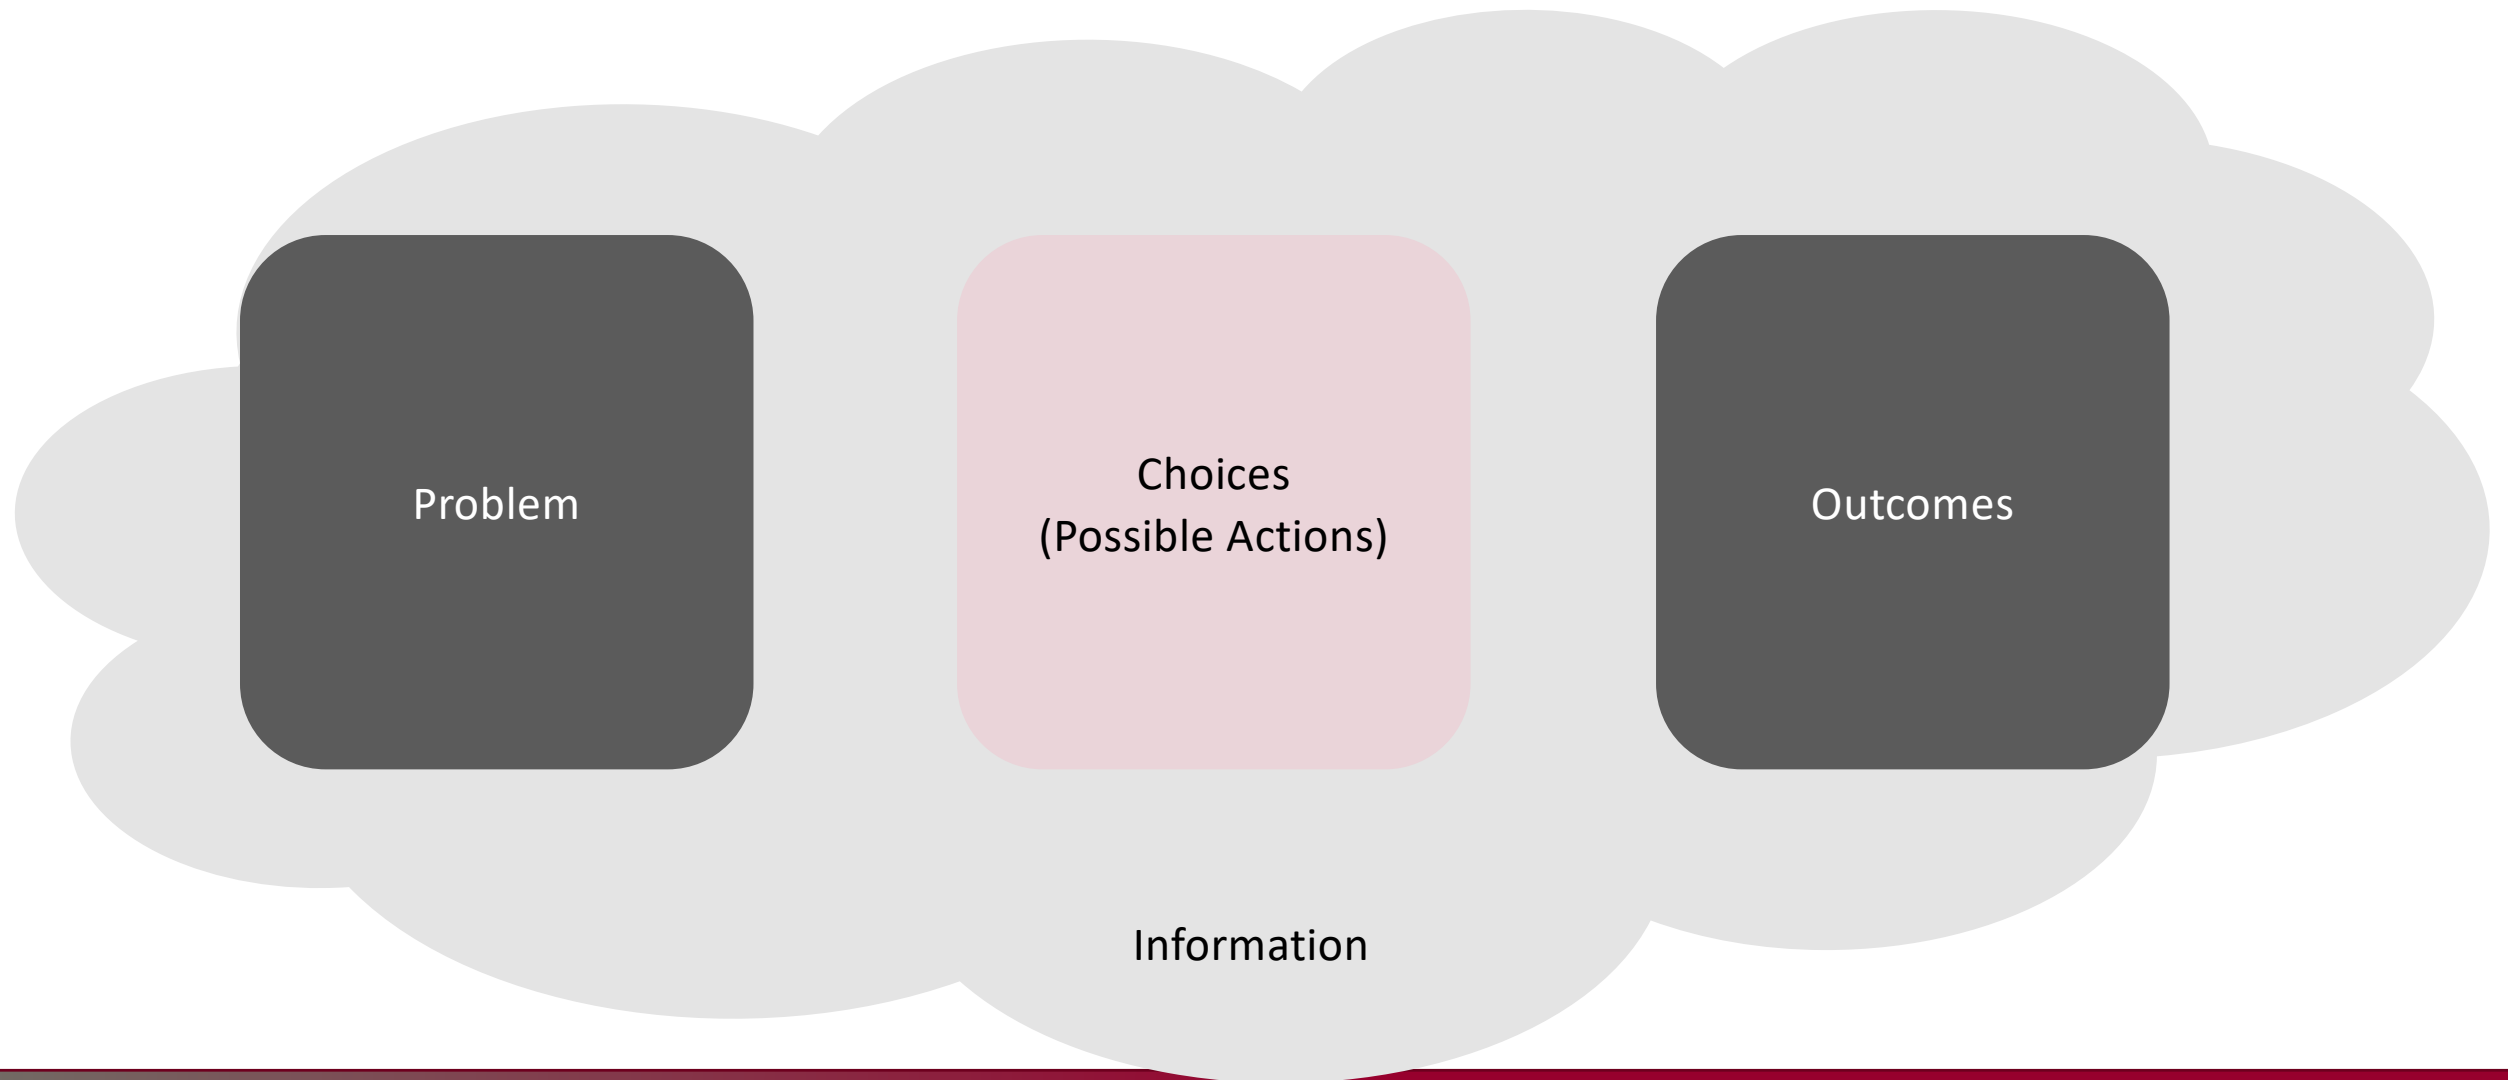 Problem
Choices
(Possible Actions)
Outcomes
Information